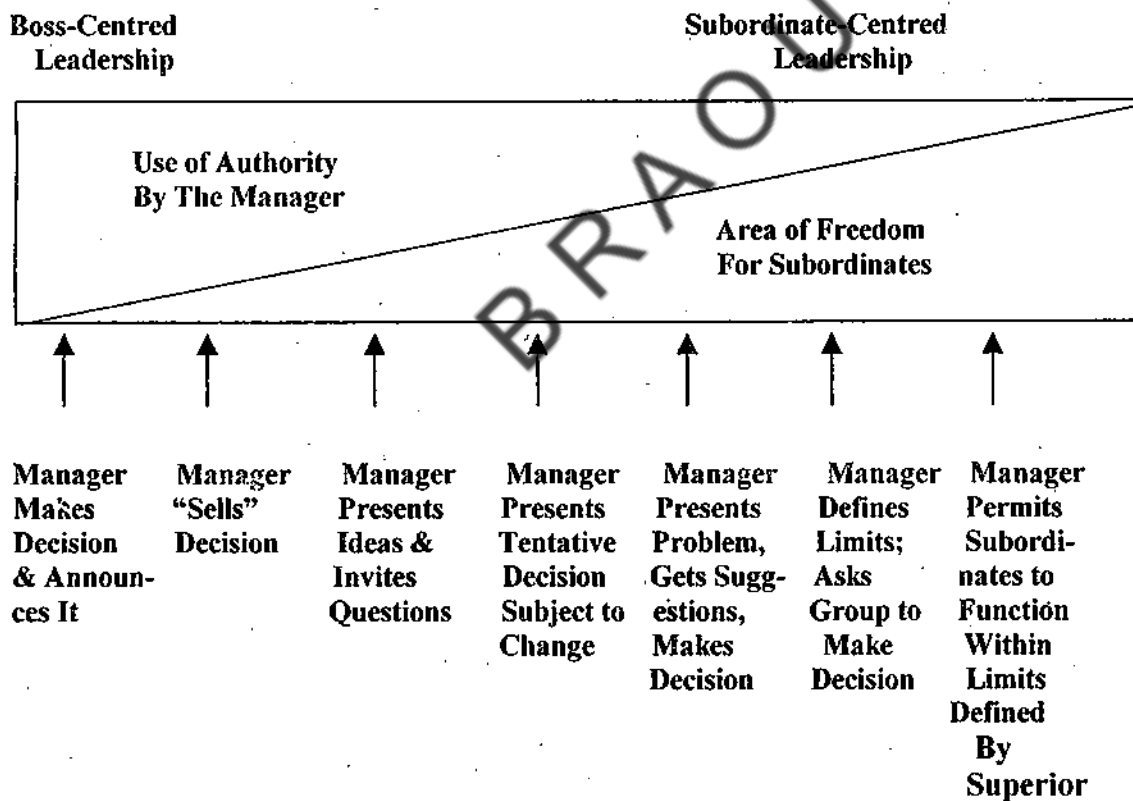 Boss-Centred
Leadership
Subordinate-Centred
Leadership
Use of Authority
By The Manager
Area of Freedom
For Subordinates
BRAOU
Manager
Makes
Decision
& Announ-
ces It
Manager
“Sells”
Decision
Manager
Presents
Ideas &
Invites
Questions
Manager
Presents
Tentative
Decision
Subject to
Change
Manager
Presents
Problem,
Gets Sugg-
estions,
Makes
Decision
Manager
Defines
Limits;
Asks
Group to
Make
Decision
Manager
Permits
Subordi-
nates to
Function
Within
Limits
Defined
By
Superior